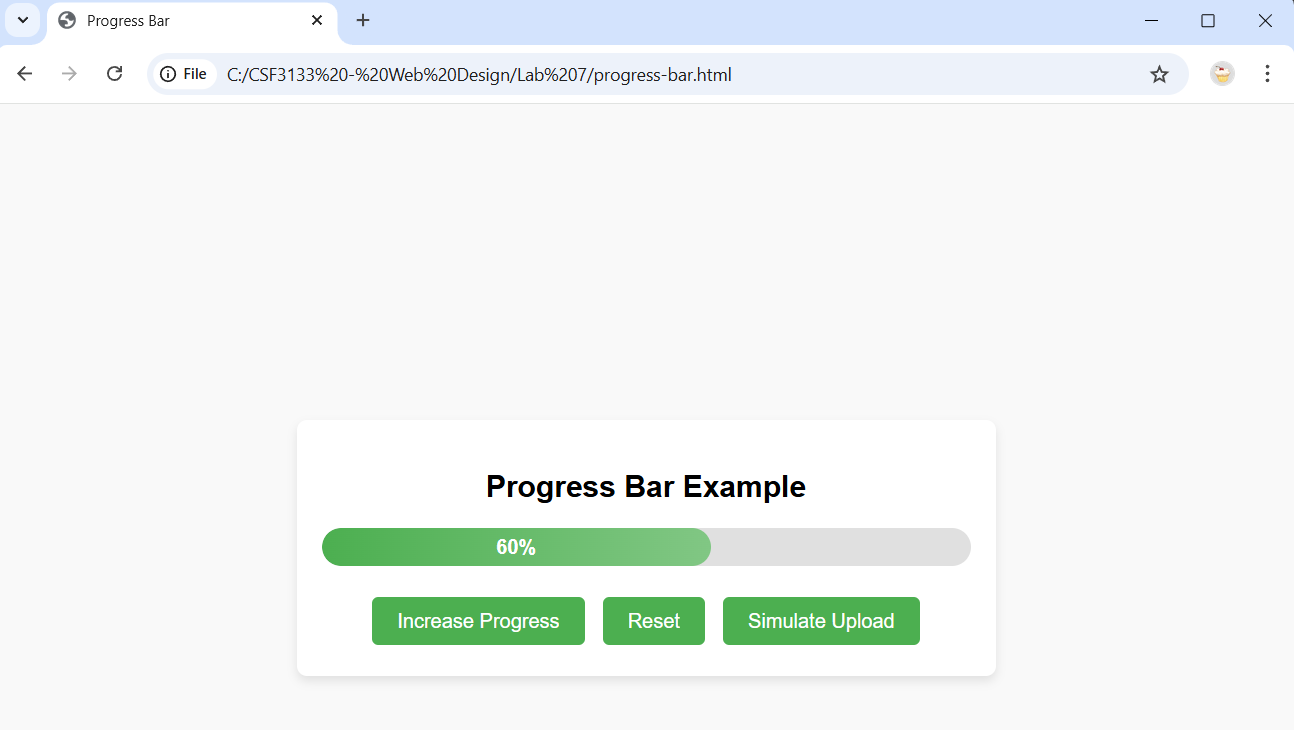 Progress Bar
File C:/CSF3133%20-%20Web%20Design/Lab%207/progress-bar.html
Progress Bar Example
60%
Increase Progress Reset Simulate Upload